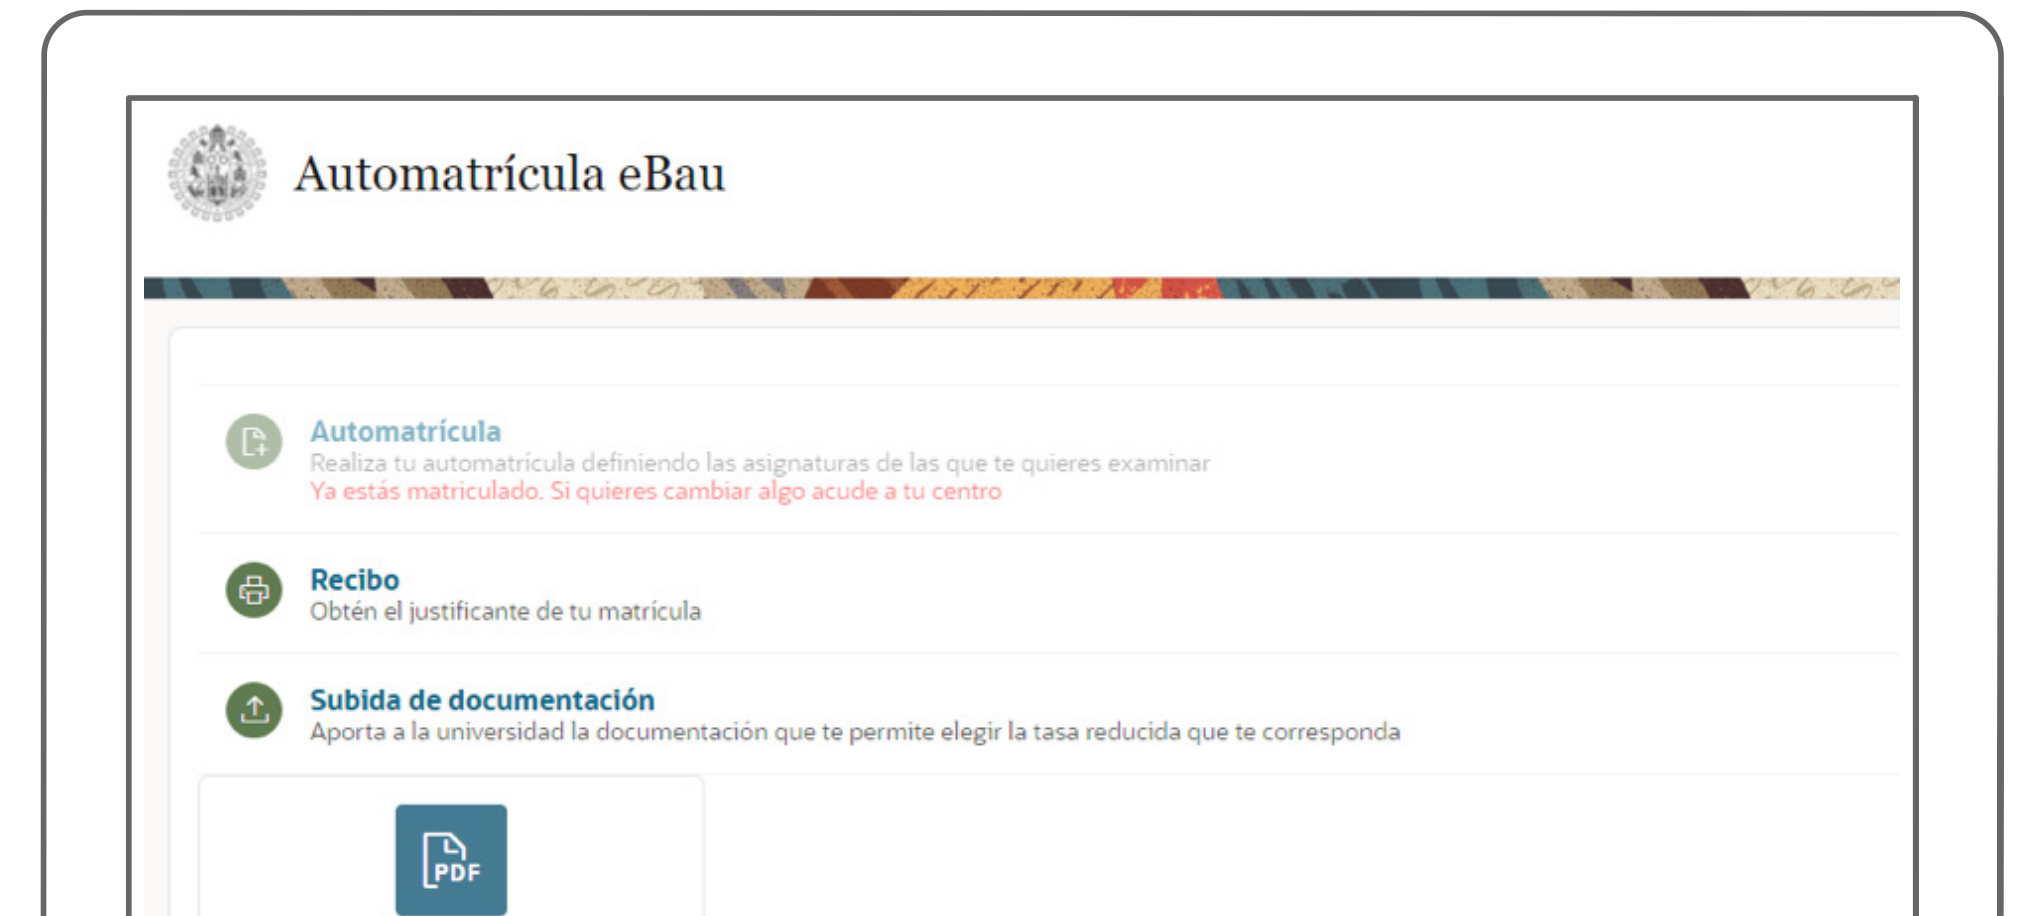 Automatrícula eBau
Automatrícula
Realiza tu automatrícula definiendo las asignaturas de las que te quieres examinar
Ya estás matriculado. Si quieres cambiar algo acude a tu centro
Recibo
Obtén el justificante de tu matrícula
Subida de documentación
Aporta a la universidad la documentación que te permite elegir la tasa reducida que te corresponda
PDF